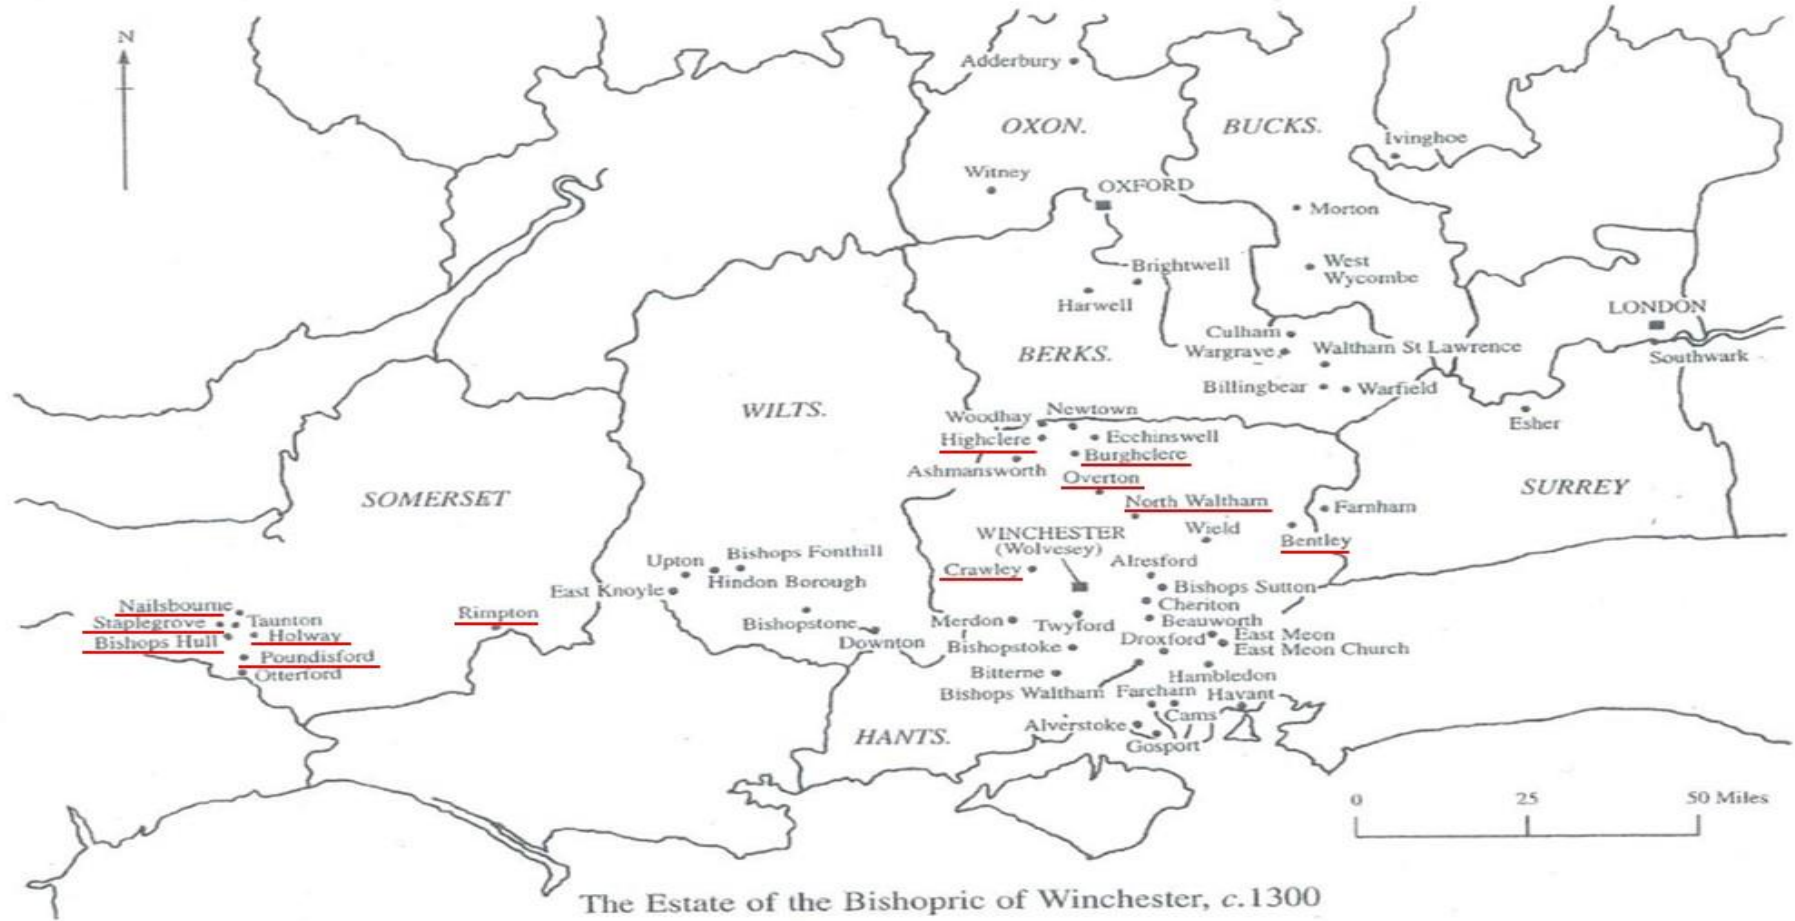 N
Adderbury
OXON.
BUCKS.
Ivinghoe
Witney
OXFORD
Morton
Brightwell
West
Wycombe
Harwell
LONDON
Culham
Wargrave
Waltham St Lawrence
Southwark
BERKS.
Billingbear
Warfield
WILTS.
Woodhay
Newtown
Esher
Highclere
Ecchinswell
Burghclere
Ashmansworth
Overton
SOMERSET
SURREY
North Waltham
Farnham
WINCHESTER
(Wolvesey)
Wield
Bentley
Upton
Bishops Fonthill
Alresford
Crawley
Hindon Borough
East Knoyle
Bishops Sutton
Nailsbourne
Cheriton
Staplegrove
Taunton
Rimpton
Bishopstone
Merdon
Twyford
Beauworth
Bishops Hull
Holway
Downton
Bishopstoke
Droxford
East Meon
East Meon Church
Poundisford
Otterford
Bitterne
Hambledon
Bishops Waltham
Fareham
Havant
Cams
Alverstoke
HANTS.
Gosport
0 25 50 Miles
The Estate of the Bishopric of Winchester, c.1300